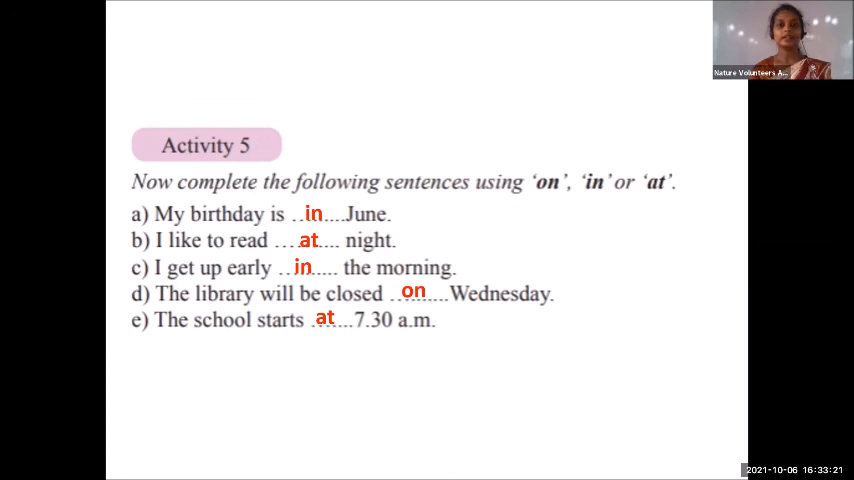 Nature Volunteers A...
Activity 5
Now complete the following sentences using ‘on’, ‘in’ or ‘at’.
a) My birthday is ..in....June.
b) I like to read ....at.... night.
c) I get up early ..in..... the morning.
d) The library will be closed ..on.....Wednesday.
e) The school starts ..at....7.30 a.m.
2021-10-06 16:33:21